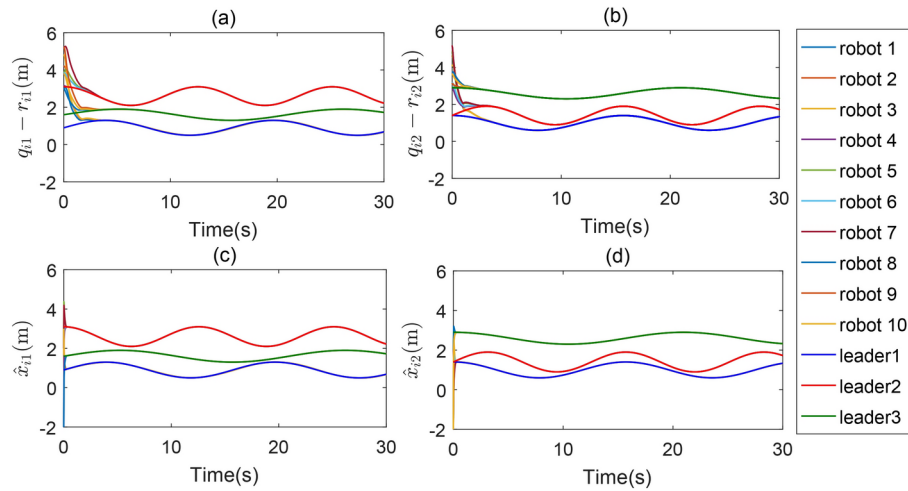 (a)
6
4
2
0
-2
q_{i1} − r_{i1}(m)
0
10
20
30
Time(s)
(b)
6
4
2
0
-2
q_{i2} − r_{i2}(m)
0
10
20
30
Time(s)
(c)
6
4
2
0
-2
x̂_{i1}(m)
0
10
20
30
Time(s)
(d)
6
4
2
0
-2
x̂_{i2}(m)
0
10
20
30
Time(s)
robot 1
robot 2
robot 3
robot 4
robot 5
robot 6
robot 7
robot 8
robot 9
robot 10
leader1
leader2
leader3